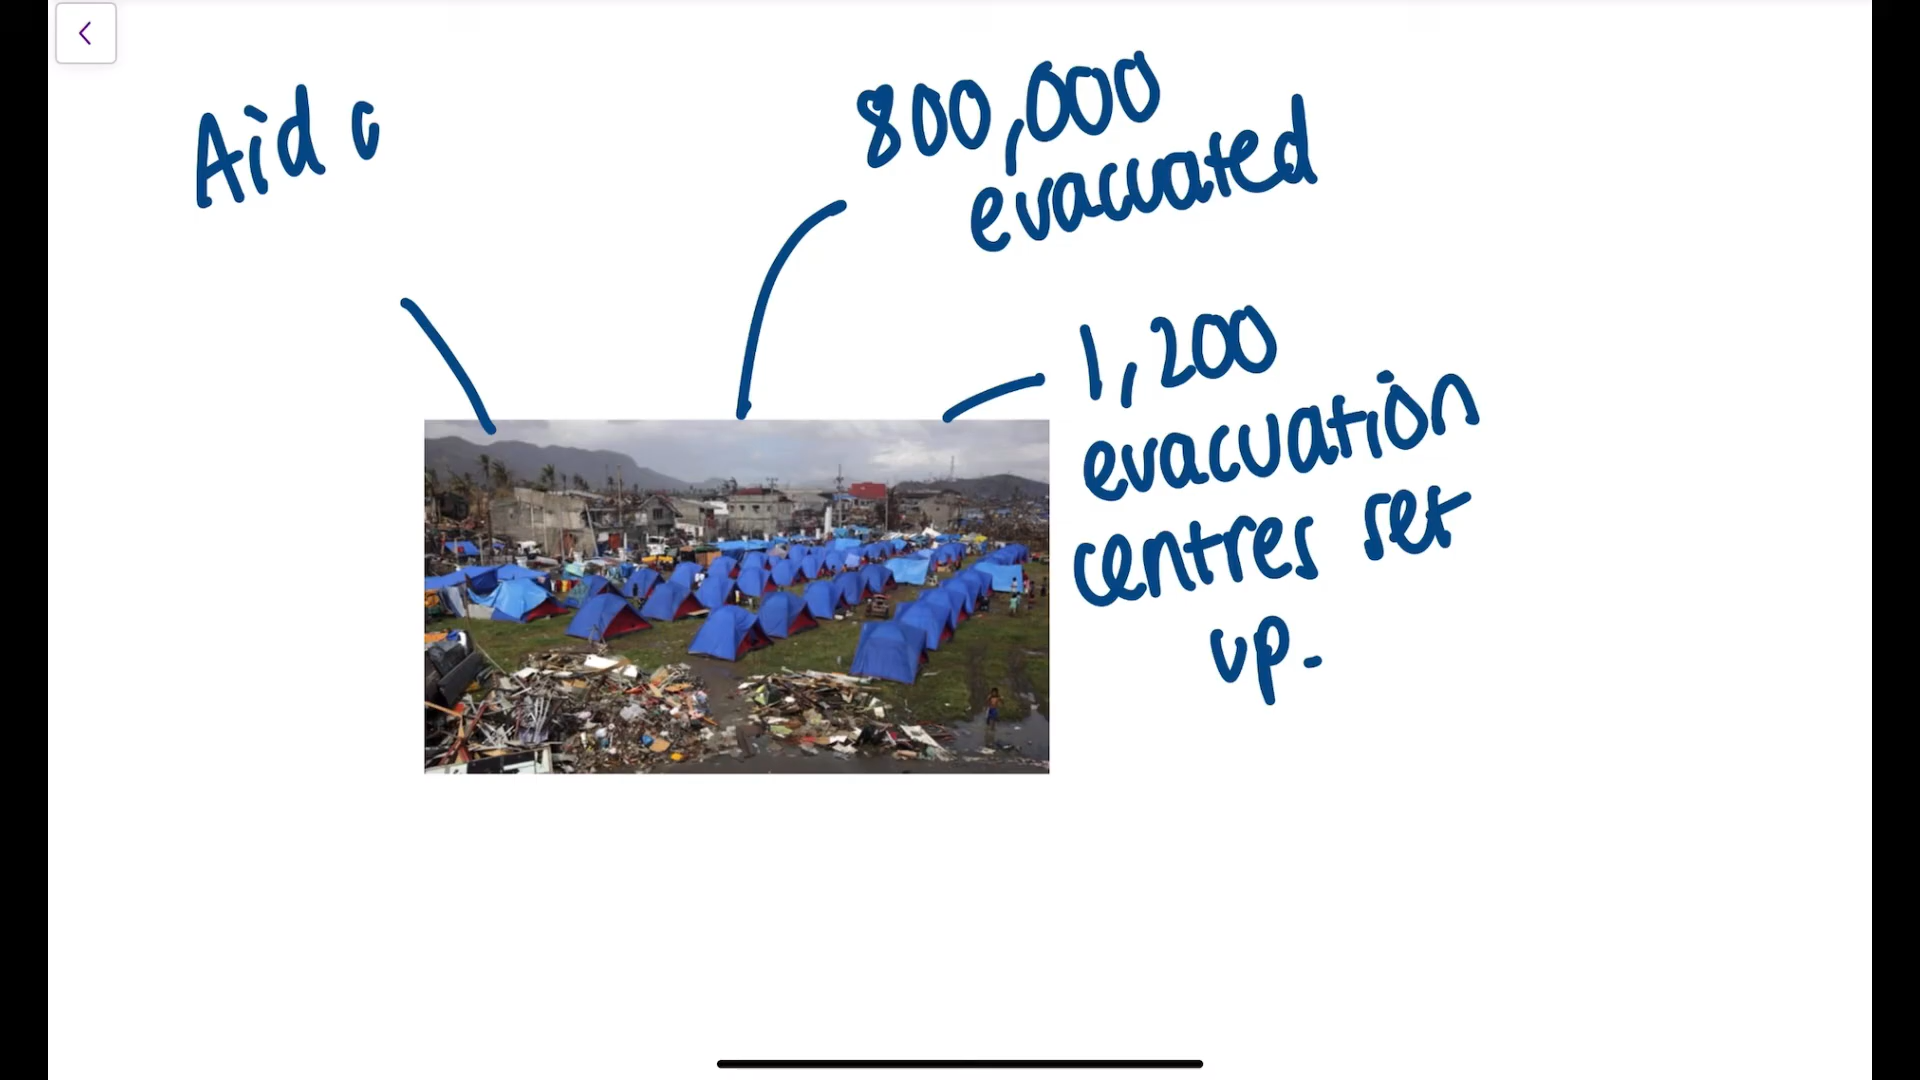 Aid
800,000
evacuated
1,200
evacuation
centres set
up.